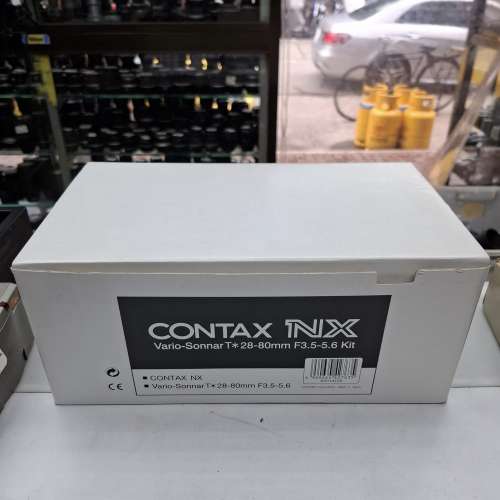 CONTAX NX
Vario-Sonnar T* 28-80mm F3.5-5.6 Kit
■ CONTAX NX
■ Vario-Sonnar T* 28-80mm F3.5-5.6
CE